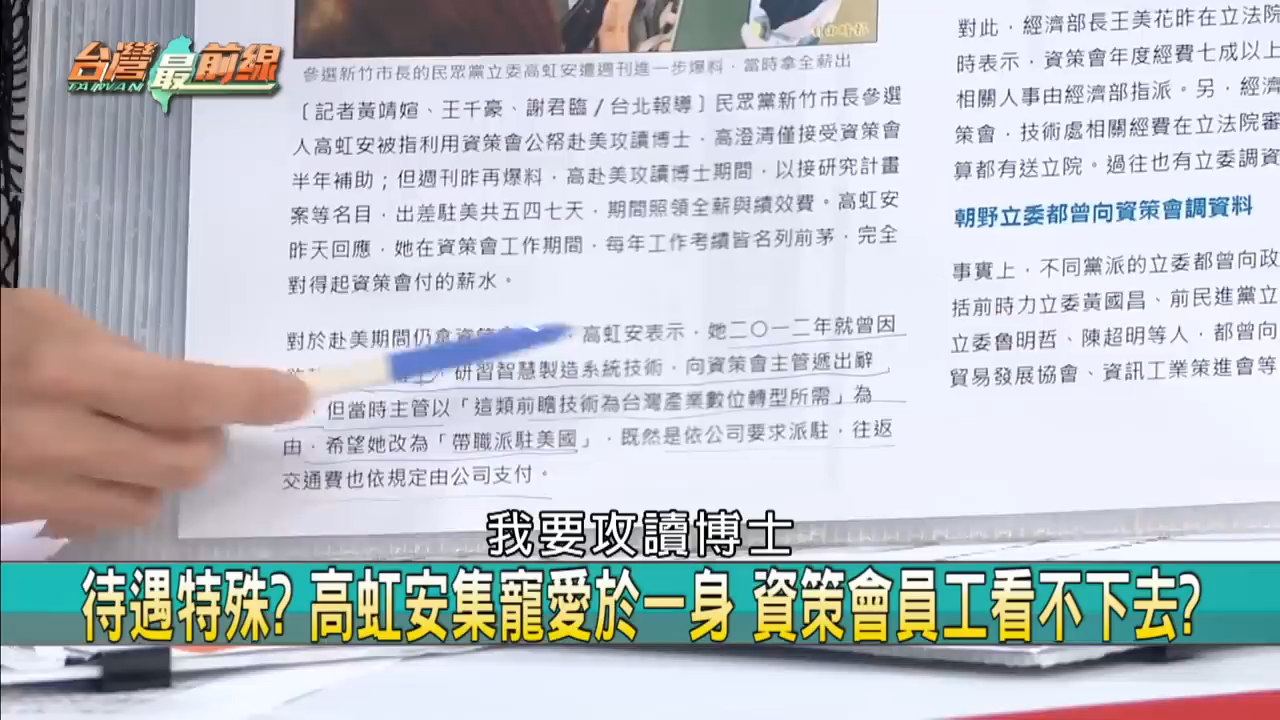 台灣最前線
TAIWAN
自由時報
參選新竹市長的民眾黨立委高虹安遭週刊進一步爆料，當時拿全薪出
〔記者黃靖媗、王千豪、謝君臨／台北報導〕民眾黨新竹市長參選
人高虹安被指利用資策會公帑赴美攻讀博士，高澄清僅接受資策會
半年補助；但週刊昨再爆料，高赴美攻讀博士期間，以接研究計畫
案等名目，出差駐美共五四七天，期間照領全薪與績效費。高虹安
昨天回應，她在資策會工作期間，每年工作考績皆名列前茅，完全
對得起資策會付的薪水。
對於赴美期間仍拿資策，高虹安表示，她二〇一二年就曾因
研習智慧製造系統技術，向資策會主管遞出辭
，但當時主管以「這類前瞻技術為台灣產業數位轉型所需」為
由，希望她改為「帶職派駐美國」，既然是依公司要求派駐，往返
交通費也依規定由公司支付。
對此，經濟部長王美花昨在立法院
時表示，資策會年度經費七成以上
相關人事由經濟部指派。另，經濟
策會，技術處相關經費在立法院審
算都有送立院。過往也有立委調資
朝野立委都曾向資策會調資料
事實上，不同黨派的立委都曾向政
括前時力立委黃國昌、前民進黨立
立委魯明哲、陳超明等人，都曾向
貿易發展協會、資訊工業策進會等
我要攻讀博士
待遇特殊? 高虹安集寵愛於一身 資策會員工看不下去?